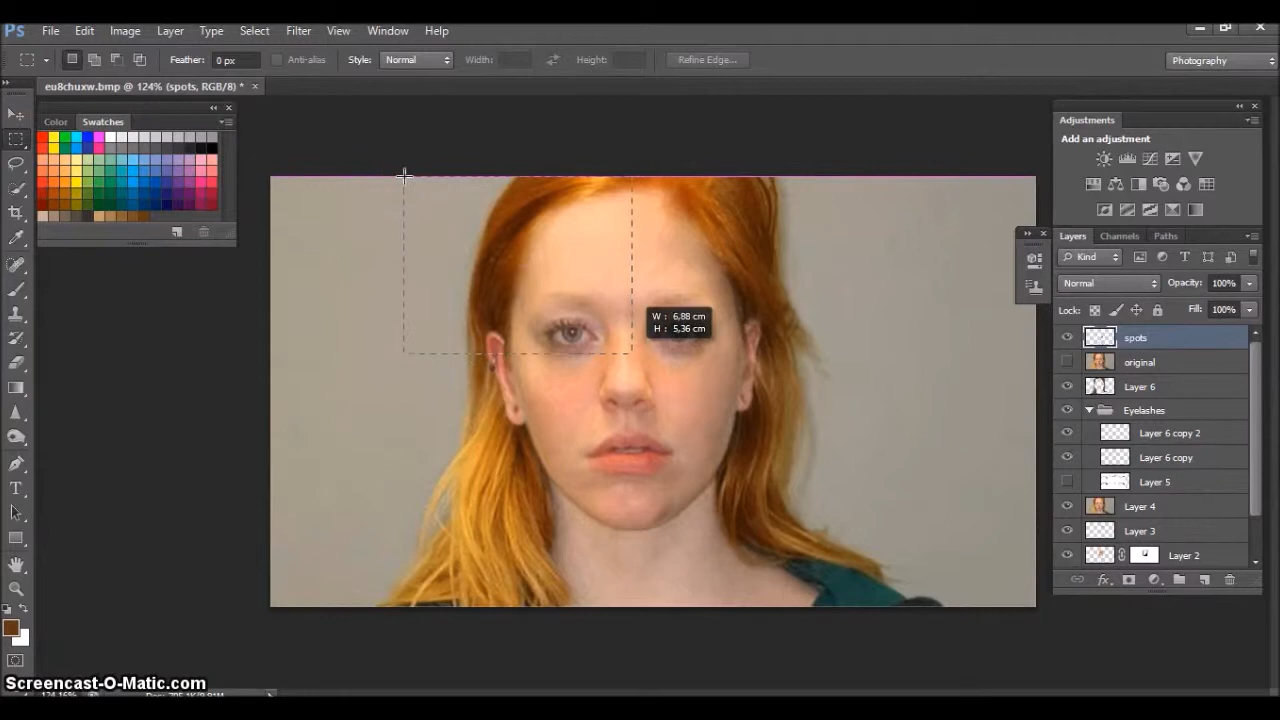 Ps File Edit Image Layer Type Select Filter View Window Help
Feather: 0 px Anti-alias Style: Normal Width: Height: Refine Edge... Photography
eu8chuxw.bmp @ 124% (spots, RGB/8) *
Color Swatches
Adjustments
Add an adjustment
Layers Channels Paths
Kind
Normal Opacity: 100%
Lock: Fill: 100%
W : 6,88 cm
H : 5,36 cm
spots
original
Layer 6
Eyelashes
Layer 6 copy 2
Layer 6 copy
Layer 5
Layer 4
Layer 3
Layer 2
Screencast-O-Matic.com